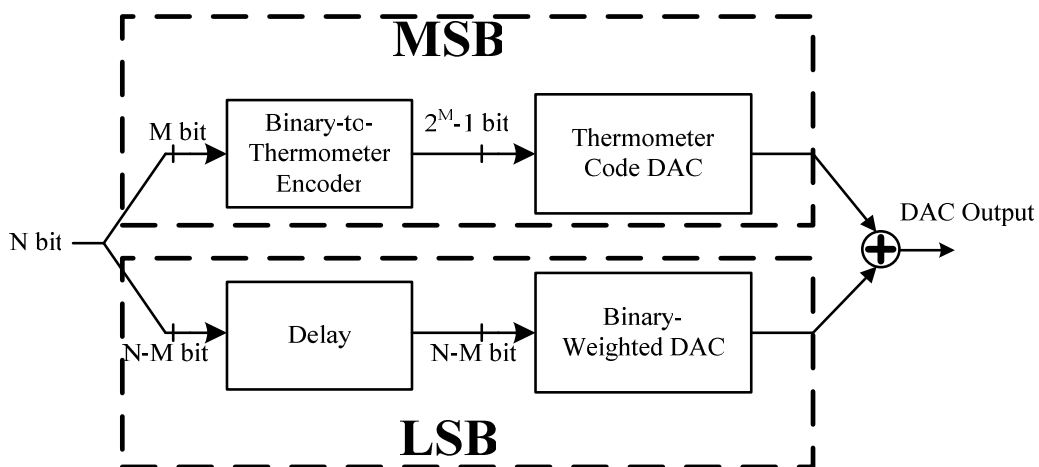 MSB
M bit
Binary-to-
Thermometer
Encoder
2^M-1 bit
Thermometer
Code DAC
N bit
DAC Output
N-M bit
Delay
N-M bit
Binary-
Weighted DAC
LSB